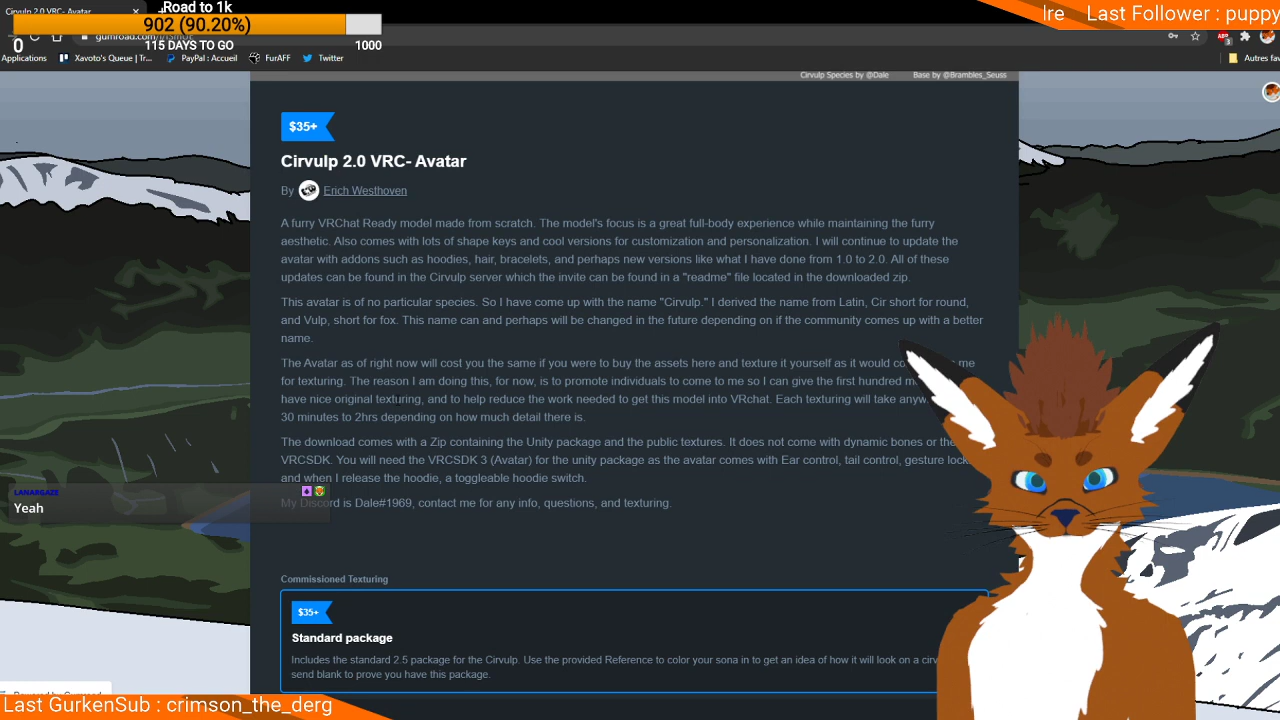 Cirvulp 2.0 VRC- Avatar
Road to 1k
902 (90.20%)
0
115 DAYS TO GO
1000
lre Last Follower : puppy
Applications
Xavoto's Queue | Tr...
PayPal : Accueil
FurAFF
Twitter
Autres fav
Cirvulp Species by @Dale
Base by @Brambles_Seuss
$35+
Cirvulp 2.0 VRC- Avatar
By Erich Westhoven
A furry VRChat Ready model made from scratch. The model's focus is a great full-body experience while maintaining the furry
aesthetic. Also comes with lots of shape keys and cool versions for customization and personalization. I will continue to update the
avatar with addons such as hoodies, hair, bracelets, and perhaps new versions like what I have done from 1.0 to 2.0. All of these
updates can be found in the Cirvulp server which the invite can be found in a "readme" file located in the downloaded zip.
This avatar is of no particular species. So I have come up with the name "Cirvulp." I derived the name from Latin, Cir short for round,
and Vulp, short for fox. This name can and perhaps will be changed in the future depending on if the community comes up with a better
name.
The Avatar as of right now will cost you the same if you were to buy the assets here and texture it yourself as it would co me
for texturing. The reason I am doing this, for now, is to promote individuals to come to me so I can give the first hundred m
have nice original texturing, and to help reduce the work needed to get this model into VRchat. Each texturing will take anyw
30 minutes to 2hrs depending on how much detail there is.
The download comes with a Zip containing the Unity package and the public textures. It does not come with dynamic bones or the
VRCSDK. You will need the VRCSDK 3 (Avatar) for the unity package as the avatar comes with Ear control, tail control, gesture lock
and when I release the hoodie, a toggleable hoodie switch.
LANARGAZE
Yeah
My Discord is Dale#1969, contact me for any info, questions, and texturing.
Commissioned Texturing
$35+
Standard package
Includes the standard 2.5 package for the Cirvulp. Use the provided Reference to color your sona in to get an idea of how it will look on a cirv
send blank to prove you have this package.
Last GurkenSub : crimson_the_derg